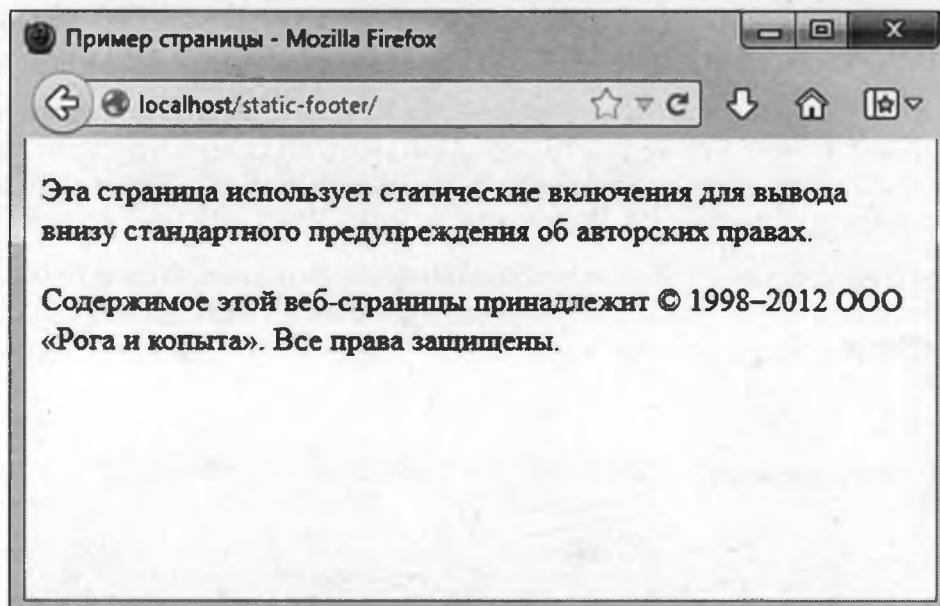 Пример страницы - Mozilla Firefox
localhost/static-footer/
Эта страница использует статические включения для вывода
внизу стандартного предупреждения об авторских правах.
Содержимое этой веб-страницы принадлежит © 1998–2012 ООО
«Рога и копыта». Все права защищены.